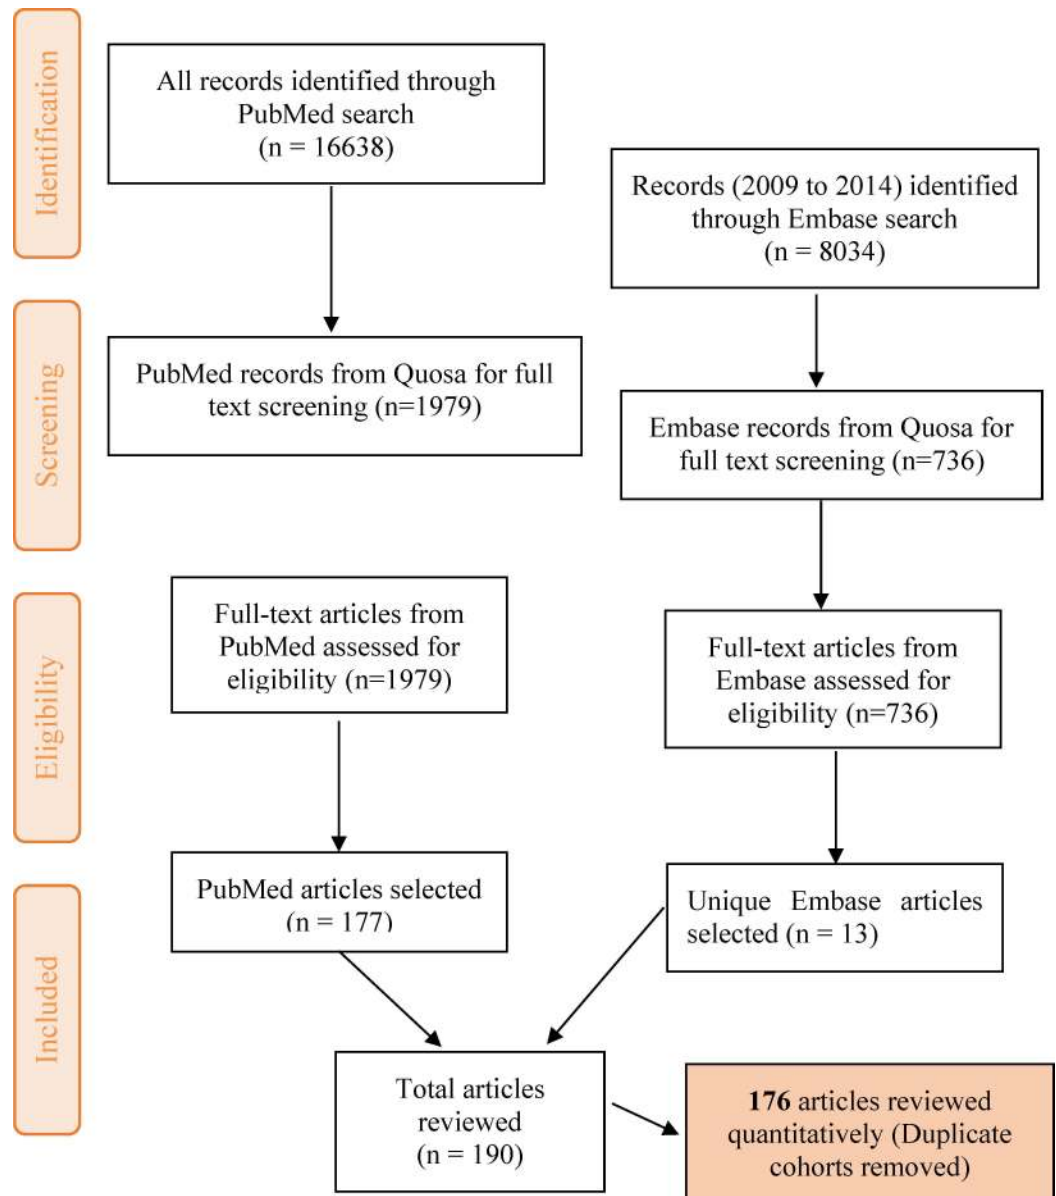 Identification
All records identified through
PubMed search
(n = 16638)
Records (2009 to 2014) identified
through Embase search
(n = 8034)
Screening
PubMed records from Quosa for full
text screening (n=1979)
Embase records from Quosa for
full text screening (n=736)
Eligibility
Full-text articles from
PubMed assessed for
eligibility (n=1979)
Full-text articles from
Embase assessed for
eligibility (n=736)
Included
PubMed articles selected
(n = 177)
Unique Embase articles
selected (n = 13)
Total articles
reviewed
(n = 190)
176 articles reviewed
quantitatively (Duplicate
cohorts removed)